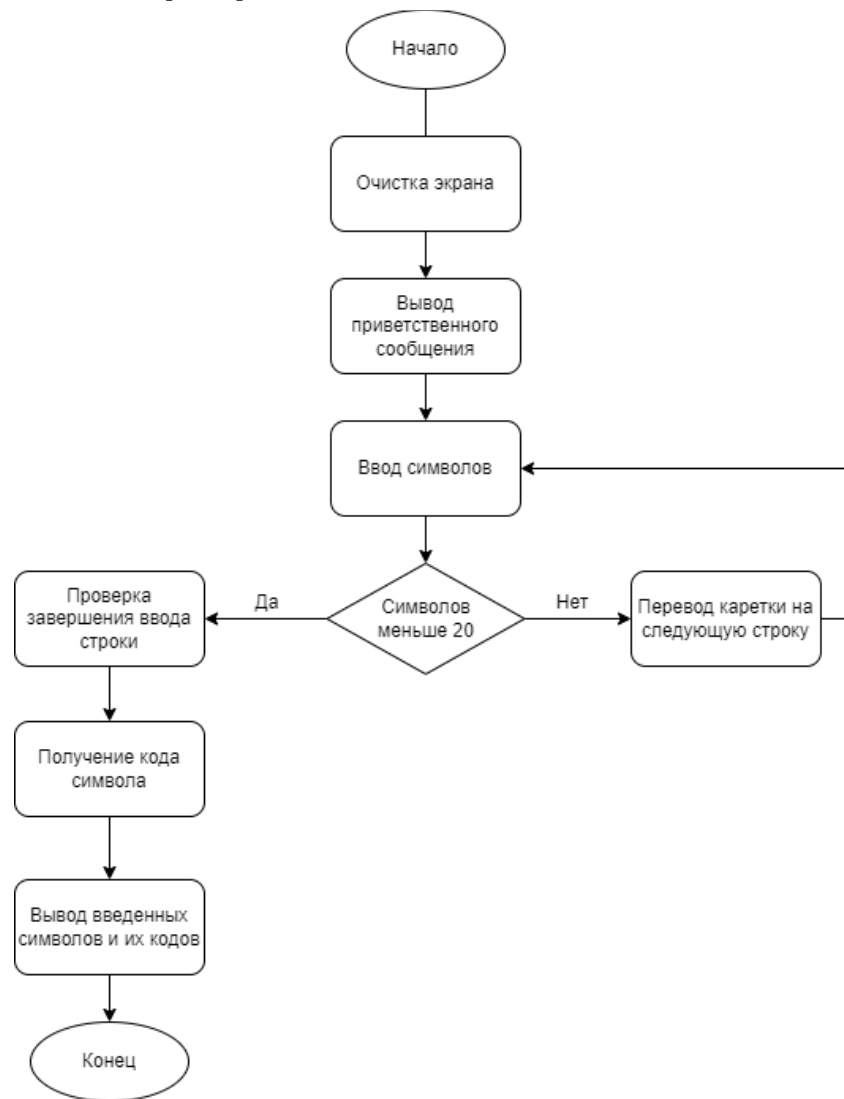 Начало
Очистка экрана
Вывод
приветственного
сообщения
Ввод символов
Символов
меньше 20
Да
Нет
Проверка
завершения ввода
строки
Перевод каретки на
следующую строку
Получение кода
символа
Вывод введенных
символов и их кодов
Конец